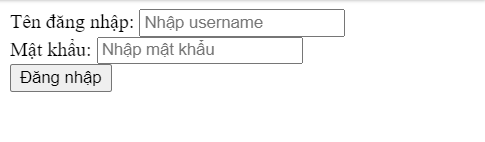 Tên đăng nhập: Nhập username
Mật khẩu: Nhập mật khẩu
Đăng nhập